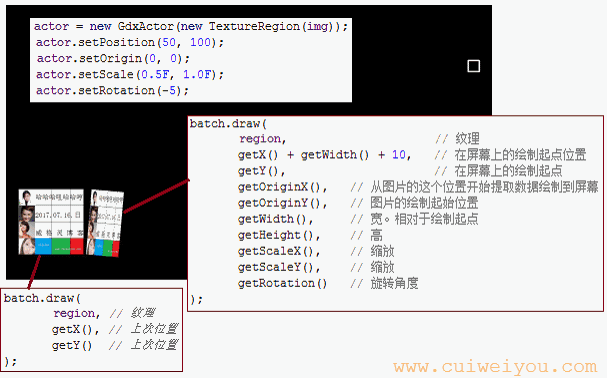 actor = new GdxActor(new TextureRegion(img));
actor.setPosition(50, 100);
actor.setOrigin(0, 0);
actor.setScale(0.5F, 1.0F);
actor.setRotation(-5);
batch.draw(
region, // 纹理
getX() + getWidth() + 10, // 在屏幕上的绘制起点位置
getY(), // 在屏幕上的绘制起点
getOriginX(), // 从图片的这个位置开始提取数据绘制到屏幕
getOriginY(), // 图片的绘制起始位置
getWidth(), // 宽。相对于绘制起点
getHeight(), // 高
getScaleX(), // 缩放
getScaleY(), // 缩放
getRotation() // 旋转角度
);
2017.07.16.日
batch.draw(
region, // 纹理
getX(), // 上次位置
getY() // 上次位置
);
www.cuiweiyou.com